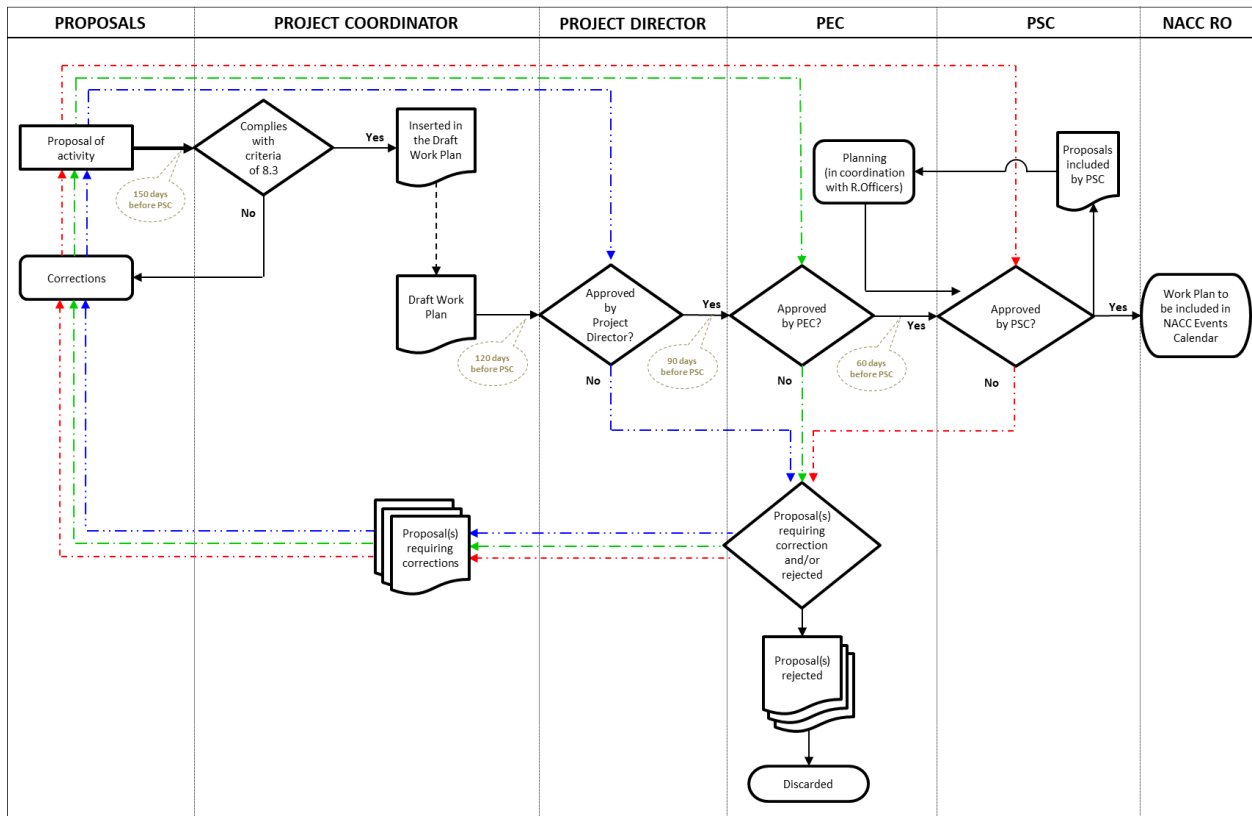 PROPOSALS
PROJECT COORDINATOR
PROJECT DIRECTOR
PEC
PSC
NACC RO
Proposal of
activity
150 days
before PSC
Complies
with
criteria
of 8.3
Yes
No
Inserted in
the Draft
Work Plan
Planning
(in coordination
with R.Officers)
Proposals
included
by PSC
Corrections
Draft Work
Plan
120 days
before PSC
Approved
by
Project
Director?
Yes
No
90 days
before PSC
Approved
by PEC?
Yes
No
60 days
before PSC
Approved
by PSC?
Yes
No
Work Plan to
be included in
NACC Events
Calendar
Proposal(s)
requiring
corrections
Proposal(s)
requiring
correction
and/or
rejected
Proposal(s)
rejected
Discarded